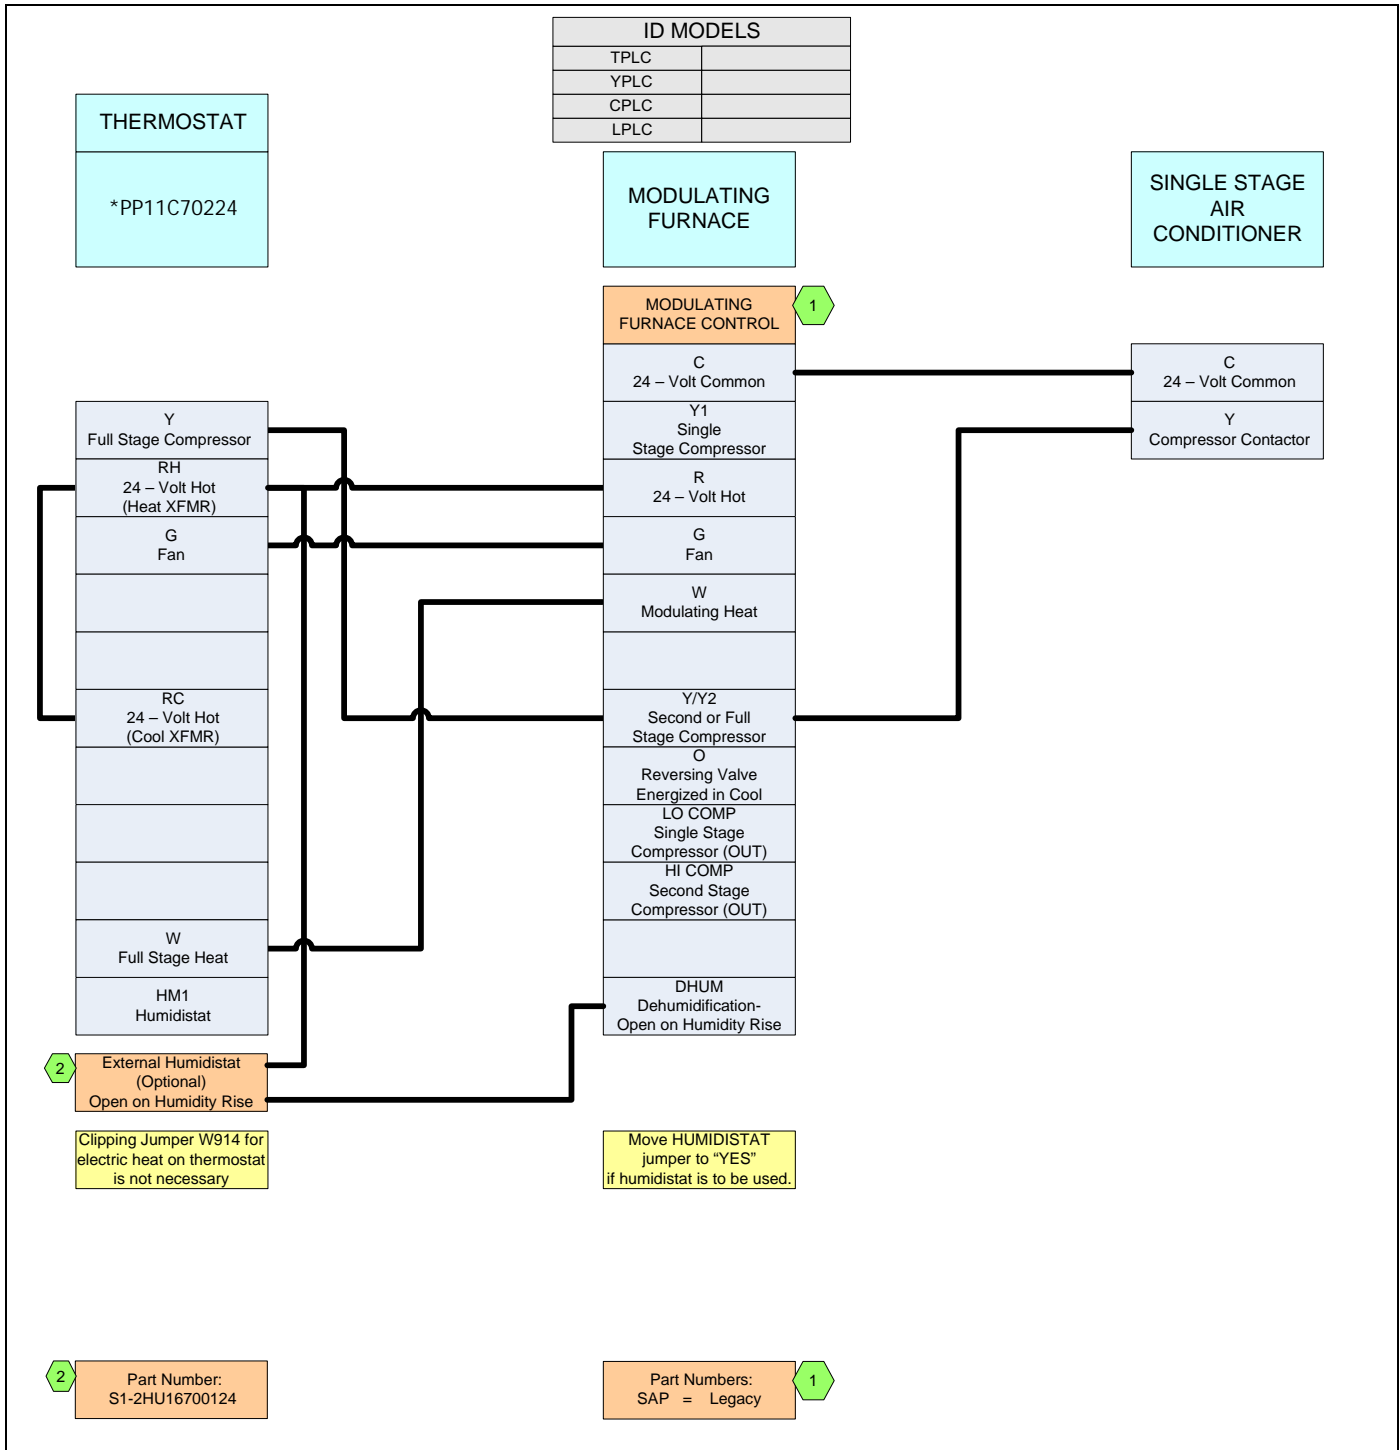 ID MODELS
TPLC
YPLC
CPLC
LPLC
THERMOSTAT
*PP11C70224
MODULATING
FURNACE
SINGLE STAGE
AIR
CONDITIONER
MODULATING
FURNACE CONTROL
1
C
24 – Volt Common
Y1
Single
Stage Compressor
R
24 – Volt Hot
G
Fan
W
Modulating Heat
Y/Y2
Second or Full
Stage Compressor
O
Reversing Valve
Energized in Cool
LO COMP
Single Stage
Compressor (OUT)
HI COMP
Second Stage
Compressor (OUT)
DHUM
Dehumidification-
Open on Humidity Rise
C
24 – Volt Common
Y
Compressor Contactor
Y
Full Stage Compressor
RH
24 – Volt Hot
(Heat XFMR)
G
Fan
RC
24 – Volt Hot
(Cool XFMR)
W
Full Stage Heat
HM1
Humidistat
2
External Humidistat
(Optional)
Open on Humidity Rise
Clipping Jumper W914 for
electric heat on thermostat
is not necessary
Move HUMIDISTAT
jumper to “YES”
if humidistat is to be used.
2
Part Number:
S1-2HU16700124
Part Numbers:
SAP = Legacy
1